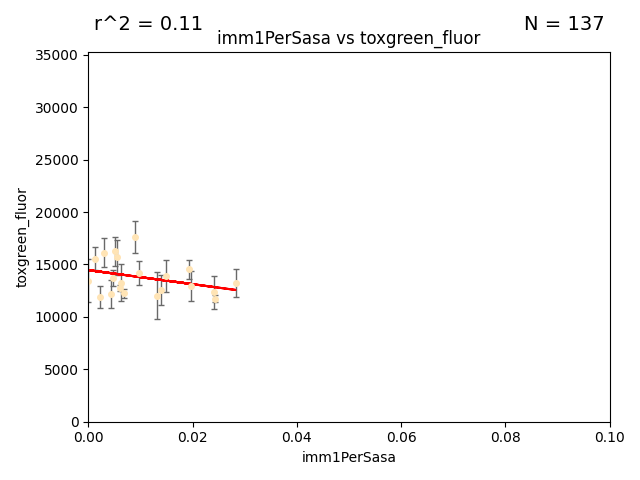 r^2 = 0.11
N = 137
imm1PerSasa vs toxgreen_fluor
35000
30000
25000
20000
15000
10000
5000
0
toxgreen_fluor
0.00
0.02
0.04
0.06
0.08
0.10
imm1PerSasa